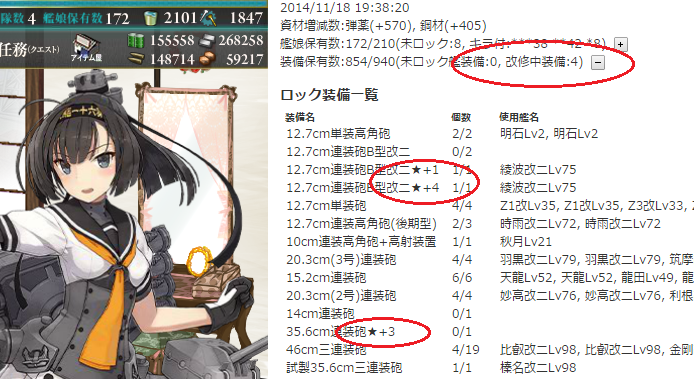 隊数 4 艦娘保有数 172 2101 1847
任務(クエスト)
アイテム屋
155558 268258
148714 59217
2014/11/18 19:38:20
資材増減数:弾薬(+570), 鋼材(+405)
艦娘保有数:172/210(未ロック:8, キラ付:***38 **42 *8) +
装備保有数:854/940(未ロック艦装備:0, 改修中装備:4) −
ロック装備一覧
装備名 個数 使用艦名
12.7cm単装高角砲 2/2 明石Lv2, 明石Lv2
12.7cm連装砲B型改二 0/2
12.7cm連装砲B型改二★+1 1/1 綾波改二Lv75
12.7cm連装砲B型改二★+4 1/1 綾波改二Lv75
12.7cm単装砲 4/4 Z1改Lv35, Z1改Lv35, Z3改Lv33, Z
12.7cm連装高角砲(後期型) 2/3 時雨改二Lv72, 時雨改二Lv72
10cm連装高角砲+高射装置 1/1 秋月Lv21
20.3cm(3号)連装砲 4/4 羽黒改二Lv79, 羽黒改二Lv79, 筑摩
15.2cm連装砲 6/6 天龍Lv52, 天龍Lv52, 龍田Lv49, 龍
20.3cm(2号)連装砲 4/4 妙高改二Lv76, 妙高改二Lv76, 利根
14cm連装砲 0/1
35.6cm連装砲★+3 0/1
46cm三連装砲 4/19 比叡改二Lv98, 比叡改二Lv98, 金剛
試製35.6cm三連装砲 1/1 榛名改二Lv98